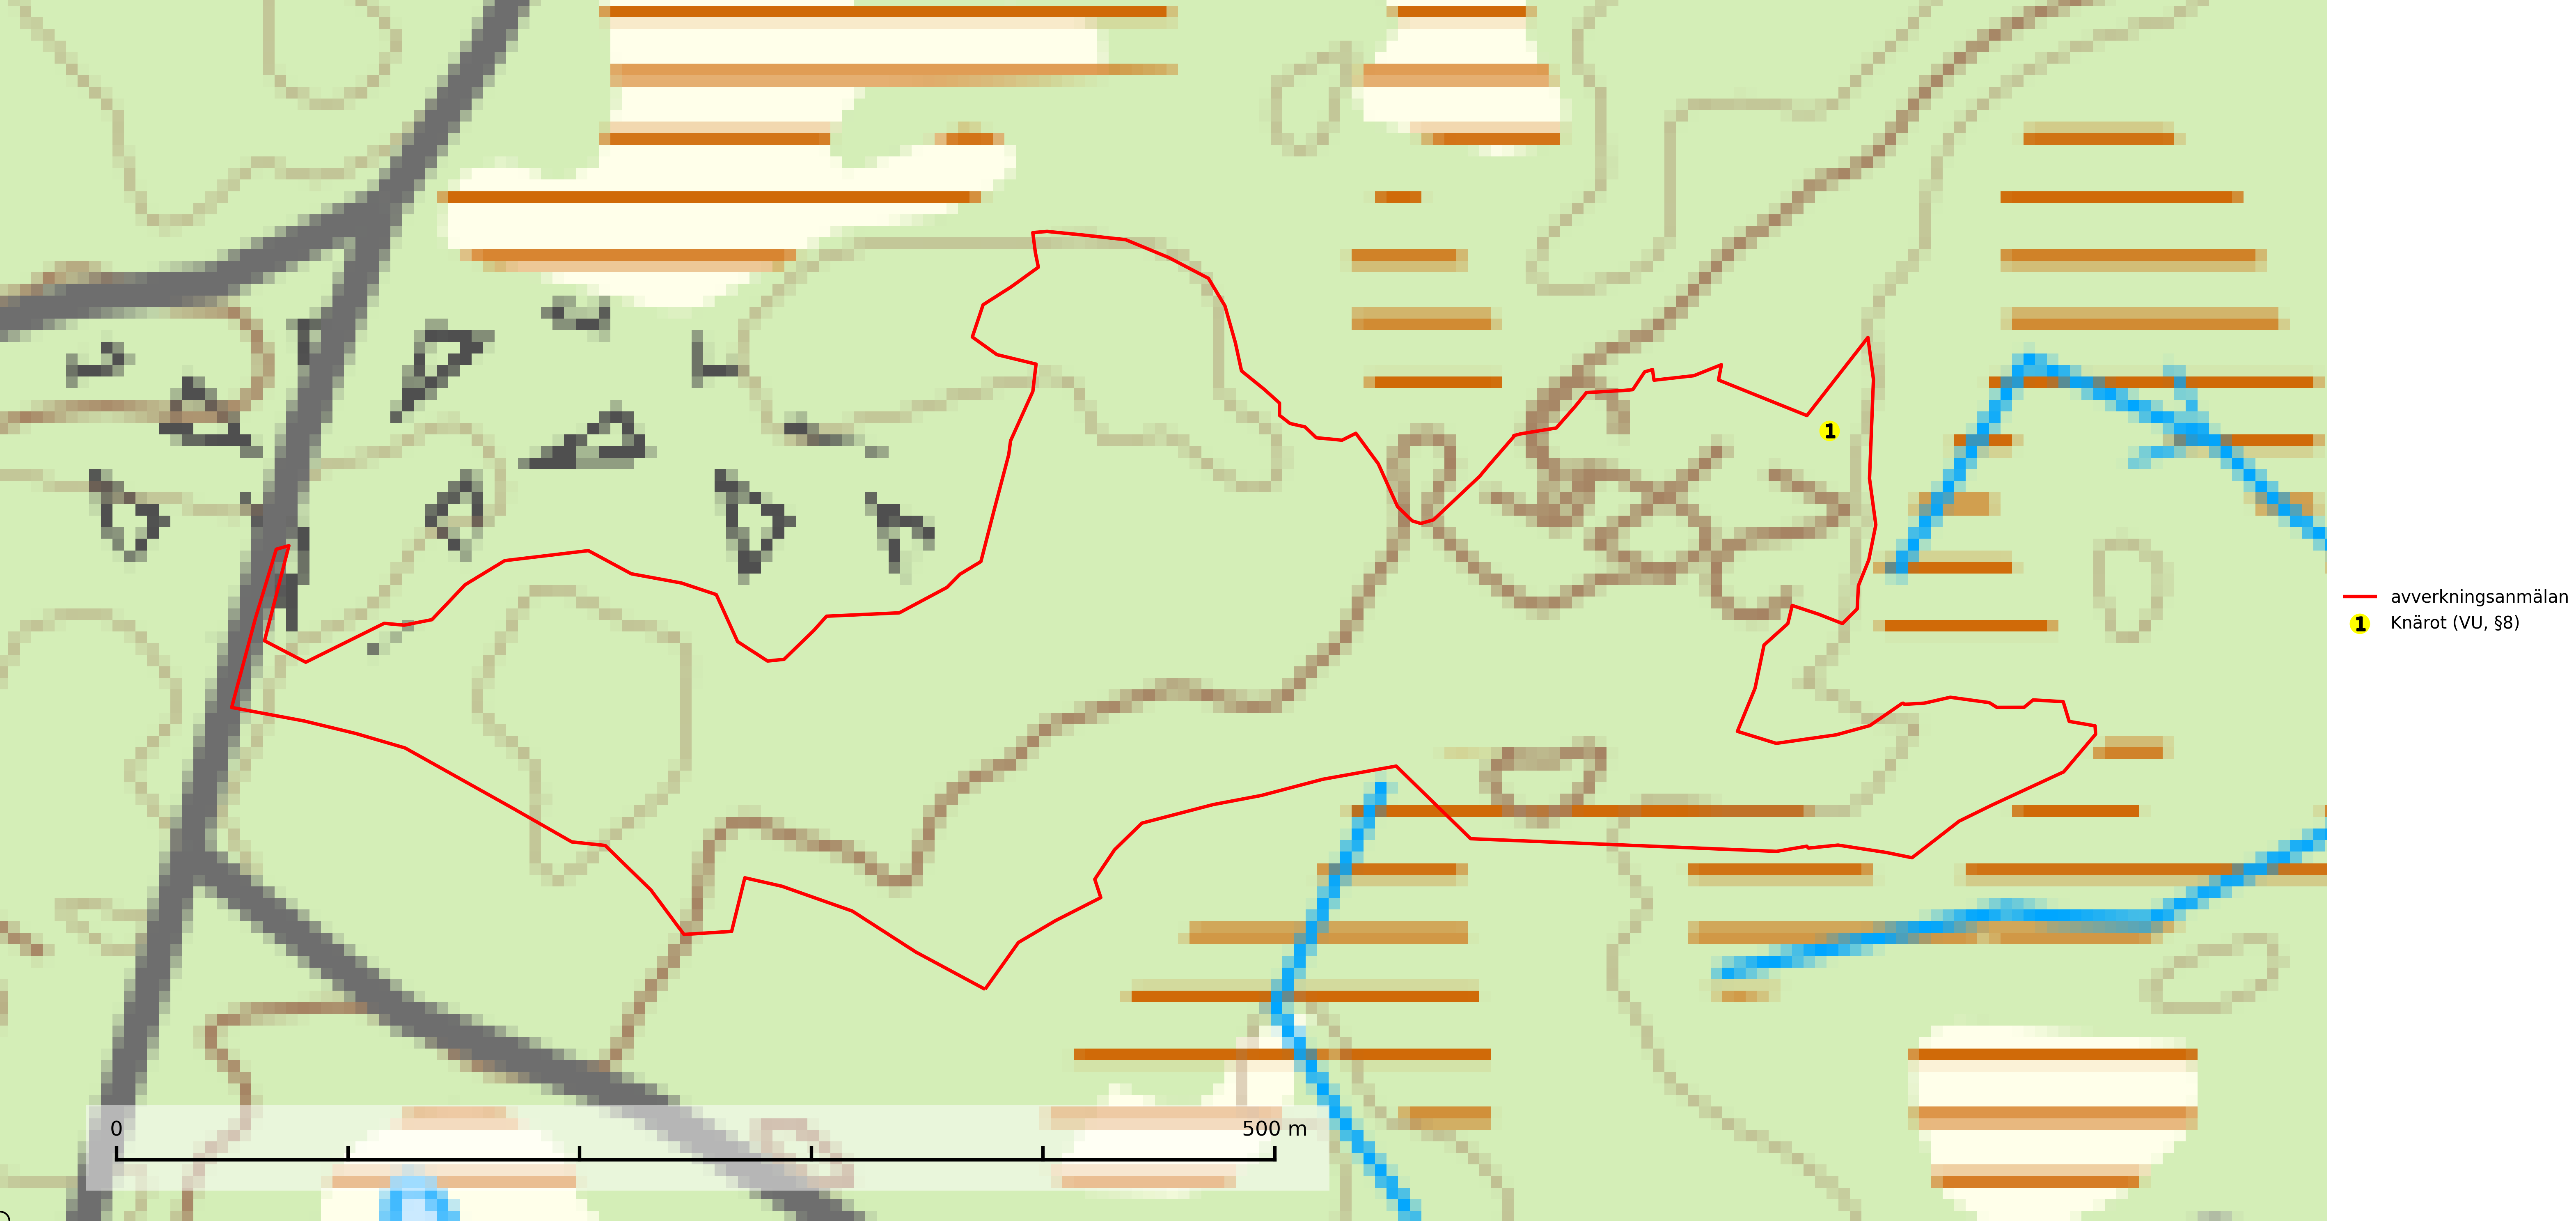 avverkningsanmälan
1 Knärot (VU, §8)
1
0 500 m